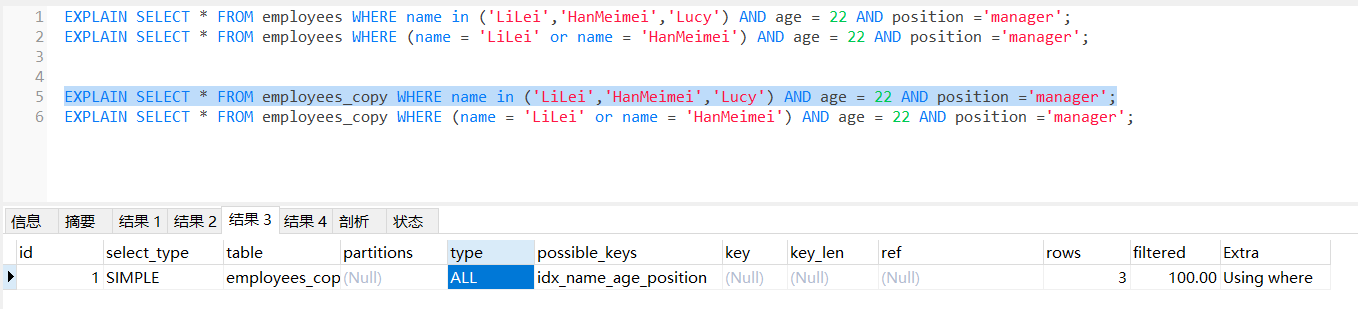 1 EXPLAIN SELECT * FROM employees WHERE name in ('LiLei','HanMeimei','Lucy') AND age = 22 AND position ='manager';
2 EXPLAIN SELECT * FROM employees WHERE (name = 'LiLei' or name = 'HanMeimei') AND age = 22 AND position ='manager';
3
4
5 EXPLAIN SELECT * FROM employees_copy WHERE name in ('LiLei','HanMeimei','Lucy') AND age = 22 AND position ='manager';
6 EXPLAIN SELECT * FROM employees_copy WHERE (name = 'LiLei' or name = 'HanMeimei') AND age = 22 AND position ='manager';
信息 摘要 结果 1 结果 2 结果 3 结果 4 剖析 状态
id select_type table partitions type possible_keys key key_len ref rows filtered Extra
1 SIMPLE employees_cop (Null) ALL idx_name_age_position (Null) (Null) (Null) 3 100.00 Using where